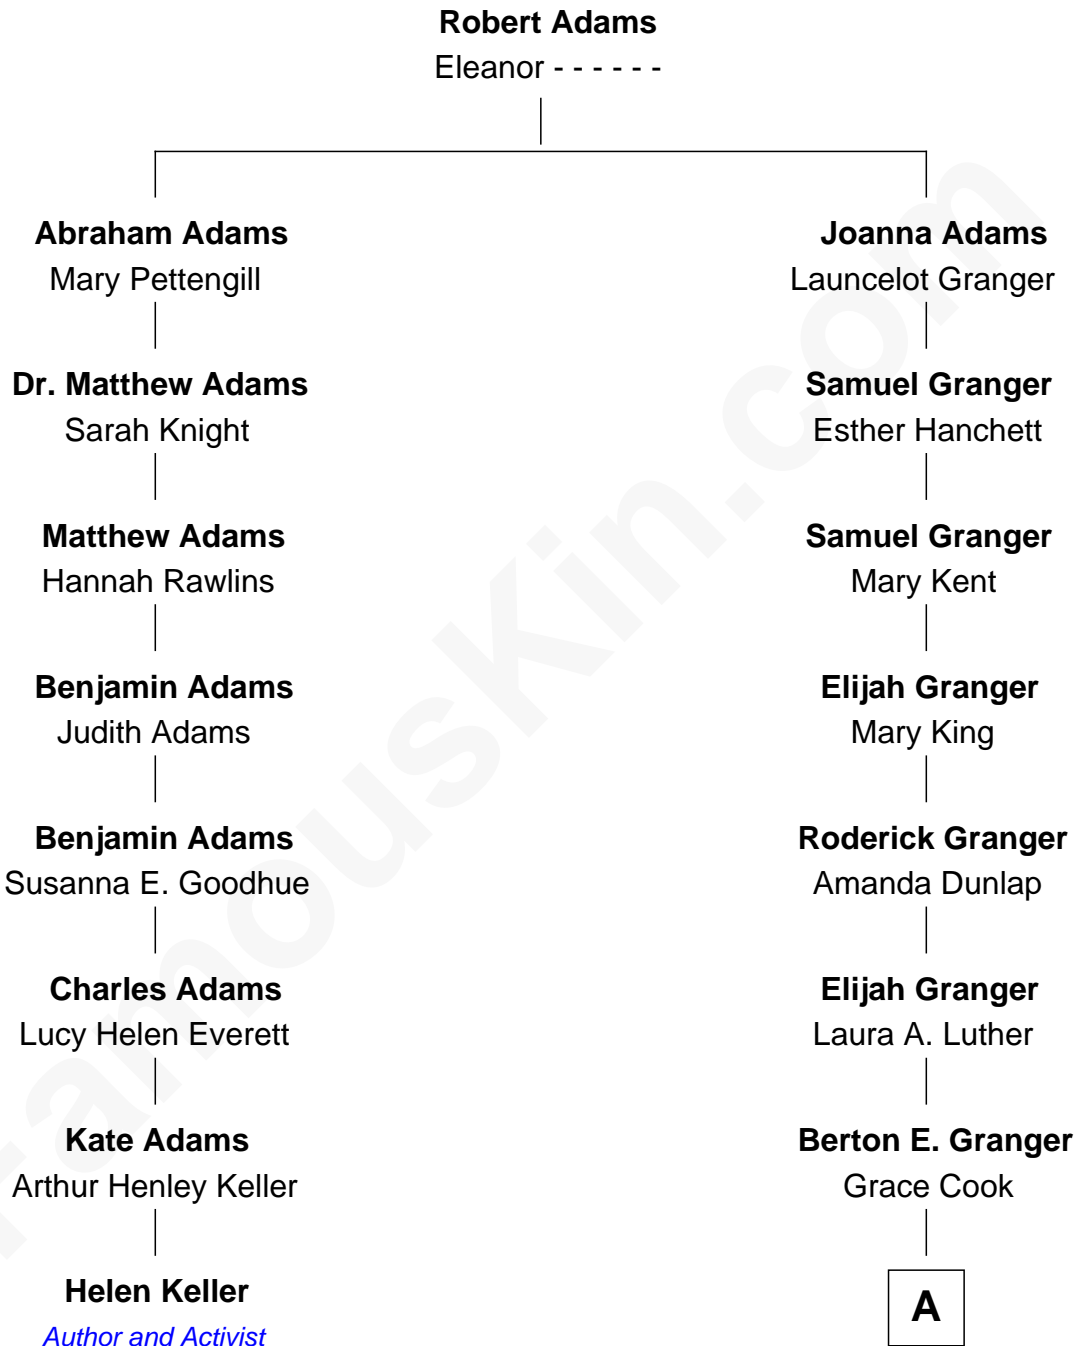 Robert Adams
Eleanor - - - - - -
Abraham Adams
Mary Pettengill
Joanna Adams
Launcelot Granger
Dr. Matthew Adams
Sarah Knight
Samuel Granger
Esther Hanchett
Matthew Adams
Hannah Rawlins
Samuel Granger
Mary Kent
Benjamin Adams
Judith Adams
Elijah Granger
Mary King
Benjamin Adams
Susanna E. Goodhue
Roderick Granger
Amanda Dunlap
Charles Adams
Lucy Helen Everett
Elijah Granger
Laura A. Luther
Kate Adams
Arthur Henley Keller
Berton E. Granger
Grace Cook
Helen Keller
Author and Activist
A
FamousKin.com